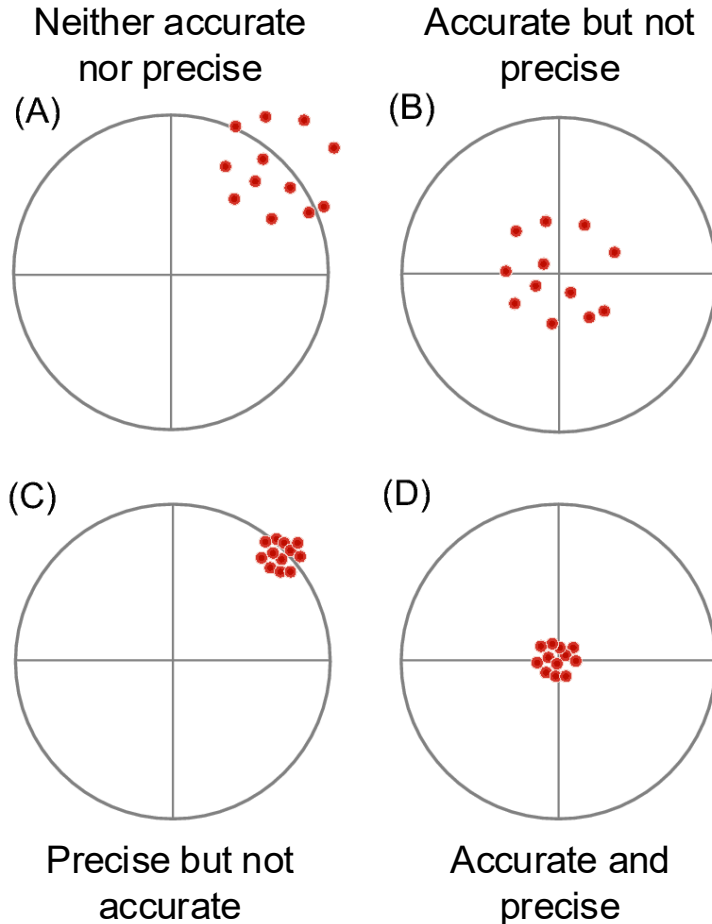 Neither accurate
nor precise
Accurate but not
precise
(A)
(B)
(C)
(D)
Precise but not
accurate
Accurate and
precise